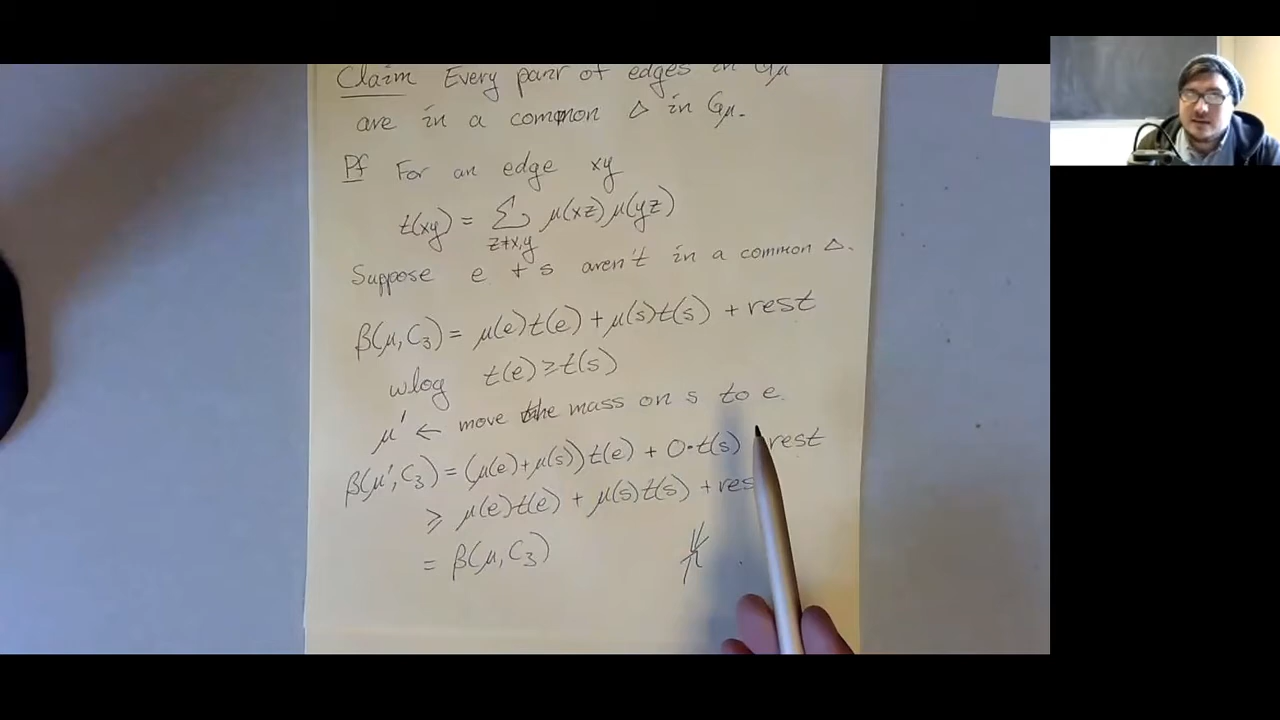 Claim Every pair of edges in Gμ
are in a common △ in Gμ.
Pf For an edge xy
t(xy) = Σ μ(xz)μ(yz)
z≠x,y
Suppose e + s aren't in a common △.
β(μ, C₃) = μ(e)t(e) + μ(s)t(s) + rest
wlog t(e) ≥ t(s)
μ' ← move the mass on s to e.
β(μ', C₃) = (μ(e)+μ(s))t(e) + 0·t(s) rest
≥ μ(e)t(e) + μ(s)t(s) + res
= β(μ, C₃)